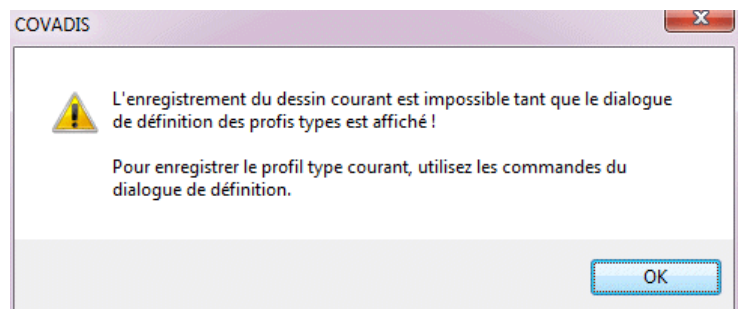 COVADIS
L'enregistrement du dessin courant est impossible tant que le dialogue
de définition des profis types est affiché !
Pour enregistrer le profil type courant, utilisez les commandes du
dialogue de définition.
OK